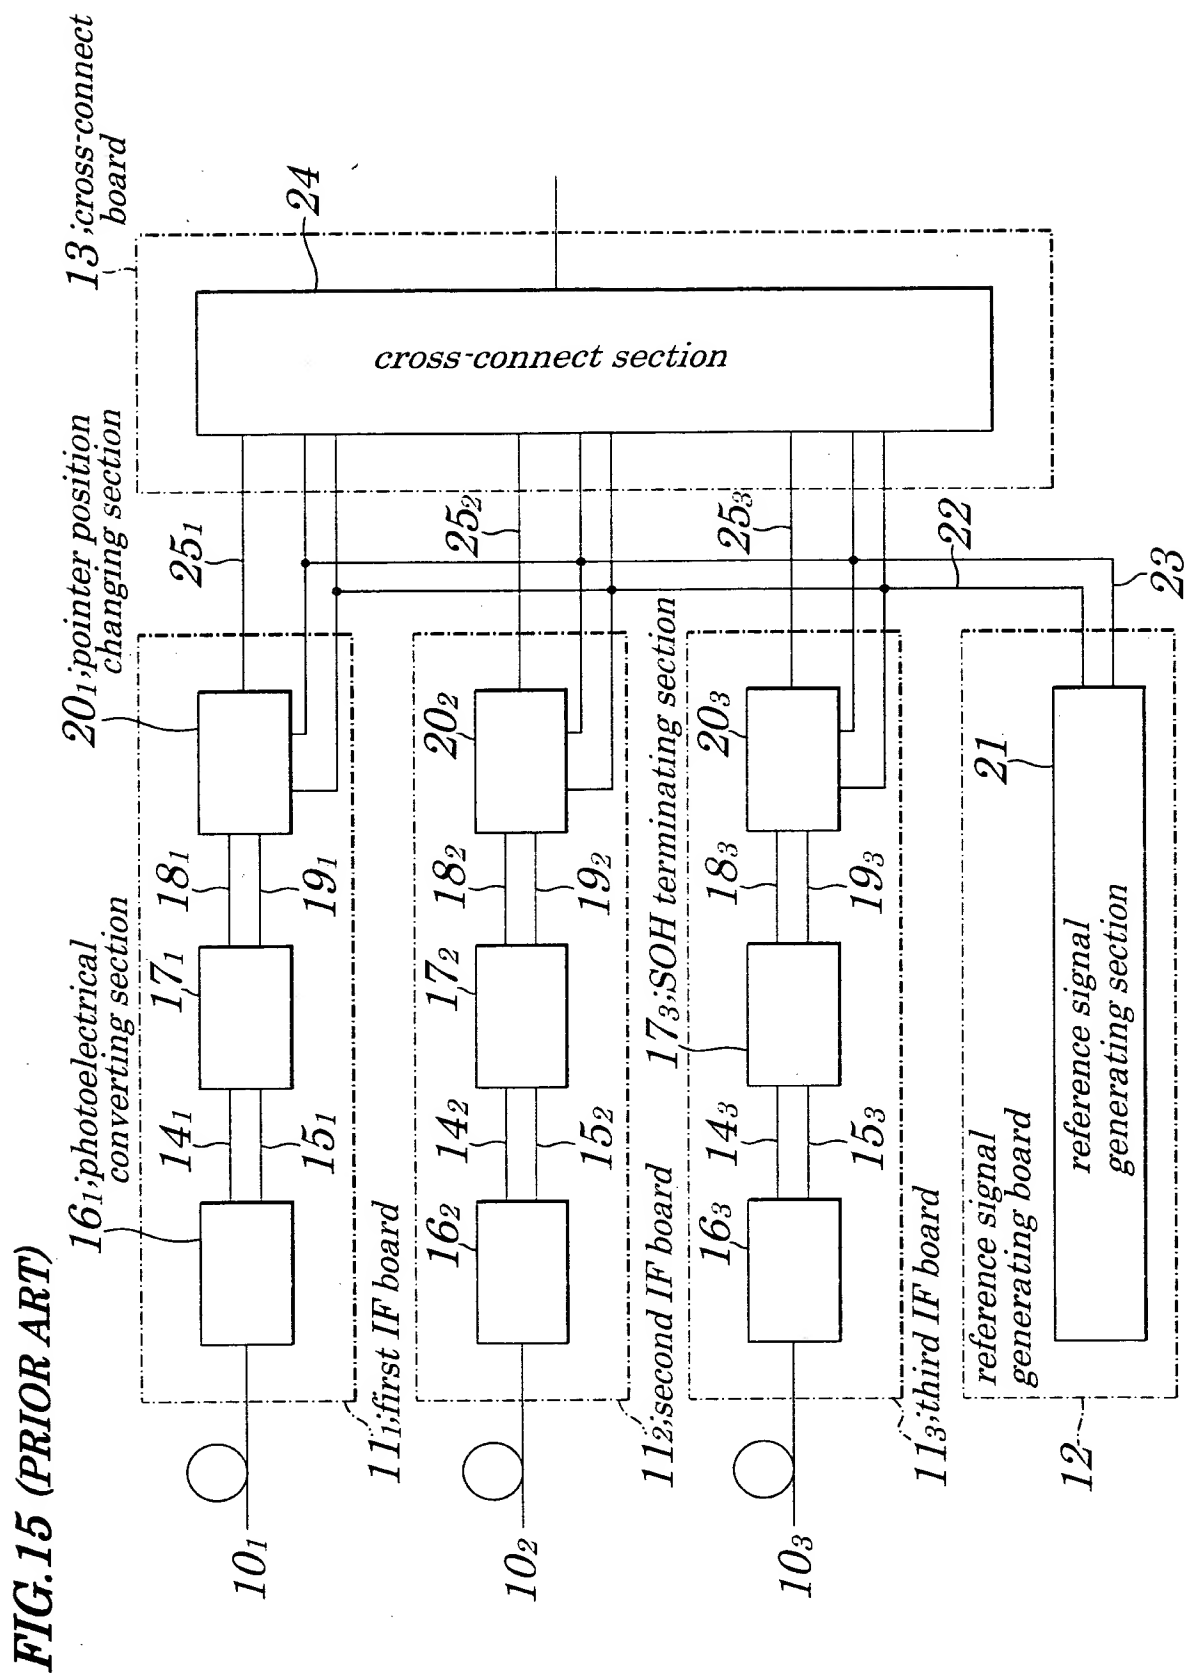 FIG.15 (PRIOR ART)
16₁;photoelectrical
converting section
20₁;pointer position
changing section
13;cross-connect
board
10₁
14₁
15₁
17₁
18₁
19₁
25₁
24
11₁;first IF board
cross-connect section
10₂
16₂
14₂
15₂
17₂
18₂
19₂
20₂
25₂
11₂;second IF board
17₃;SOH terminating section
10₃
16₃
14₃
15₃
18₃
19₃
20₃
25₃
11₃;third IF board
22
23
reference signal
generating board
12
21
reference signal
generating section